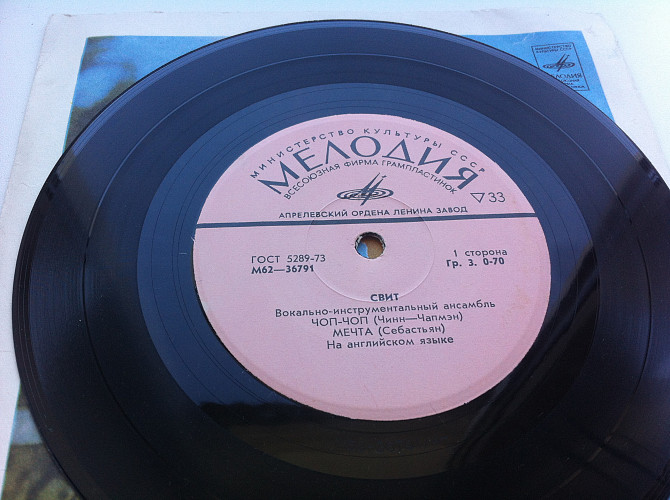 МИНИСТЕРСТВО КУЛЬТУРЫ СССР
МЕЛОДИЯ
ВСЕСОЮЗНАЯ ФИРМА ГРАМПЛАСТИНОК
33
АПРЕЛЕВСКИЙ ОРДЕНА ЛЕНИНА ЗАВОД
ГОСТ 5289-73
М62—36791
1 сторона
Гр. 3. 0-70
СВИТ
Вокально-инструментальный ансамбль
ЧОП-ЧОП (Чинн—Чапмэн)
МЕЧТА (Себастьян)
На английском языке